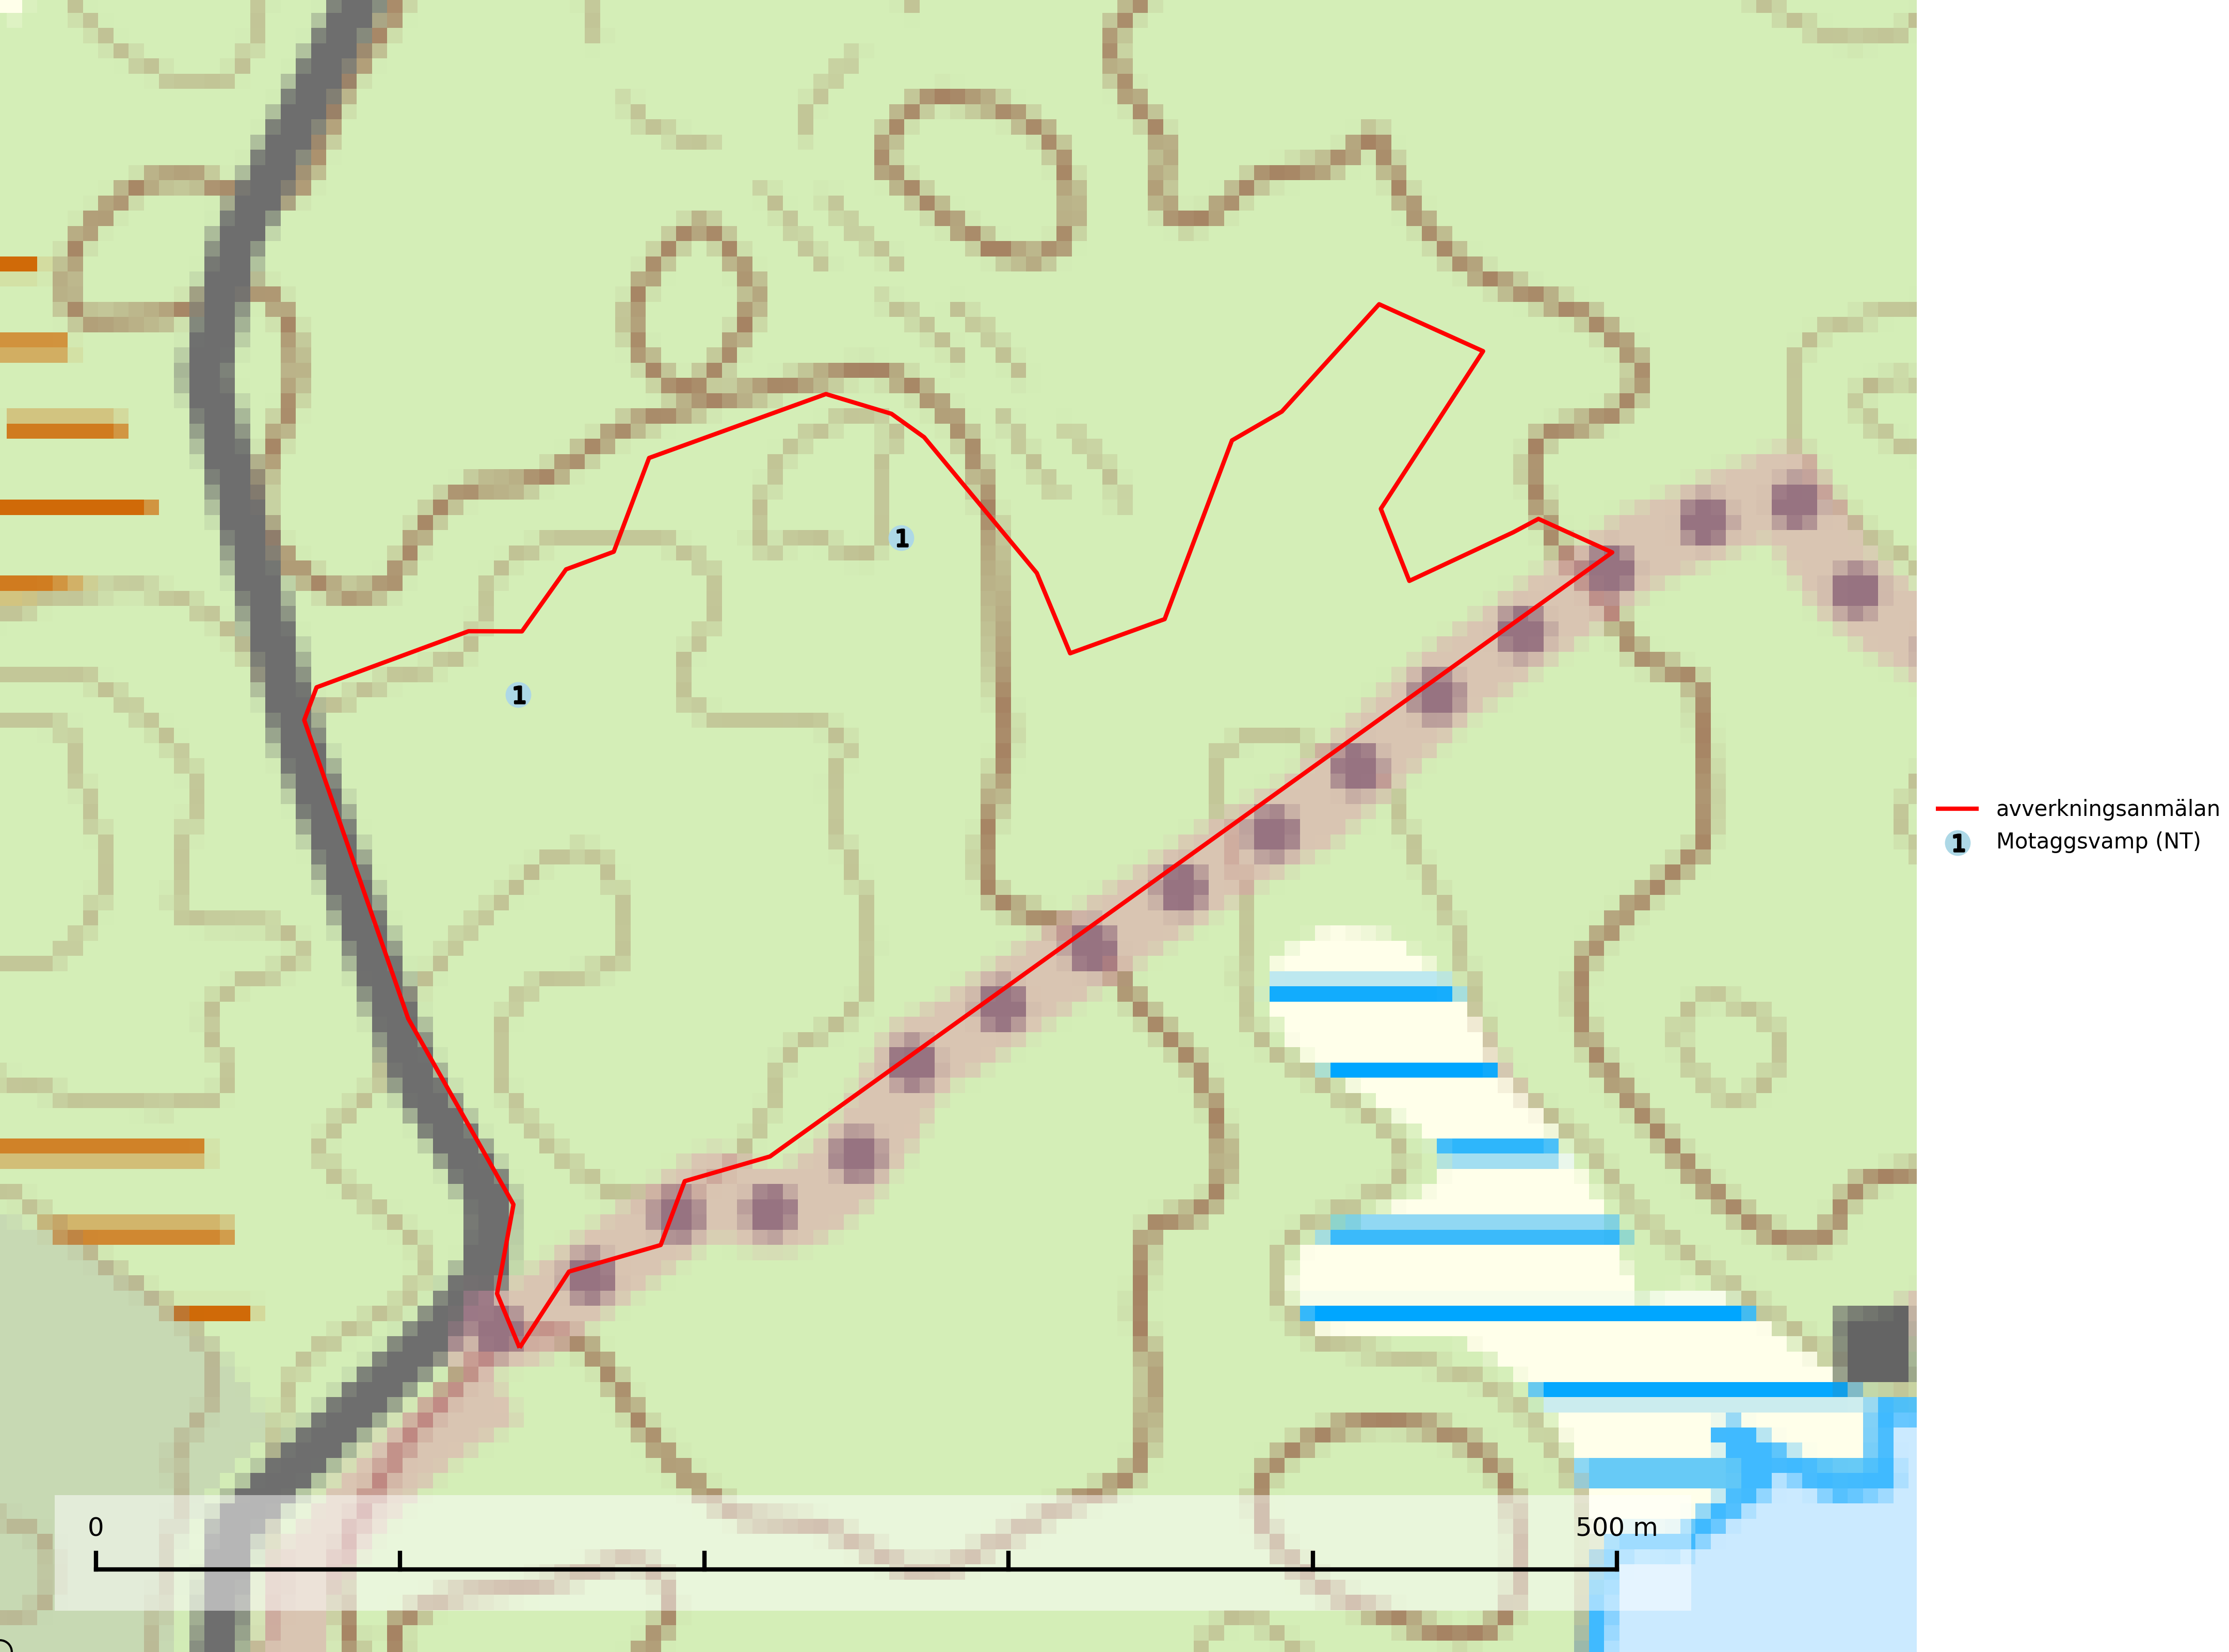 1
1
avverkningsanmälan
1 Motaggsvamp (NT)
0 500 m